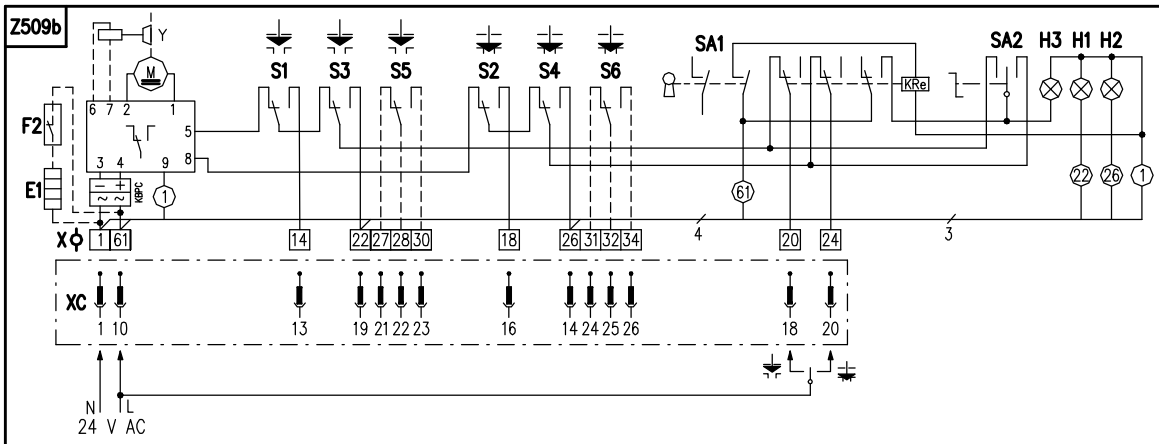 Z509b
Y
M
S1 S3 S5 S2 S4 S6 SA1 SA2 H3 H1 H2
KRe
6 7 2 1
F2
5
8
3 4 9
− +
~ ~
KBPC
1
E1
61 22 26 1
4 3
X 1 61 14 22 27 28 30 18 26 31 32 34 20 24
XC
1 10 13 19 21 22 23 16 14 24 25 26 18 20
N L
24 V AC